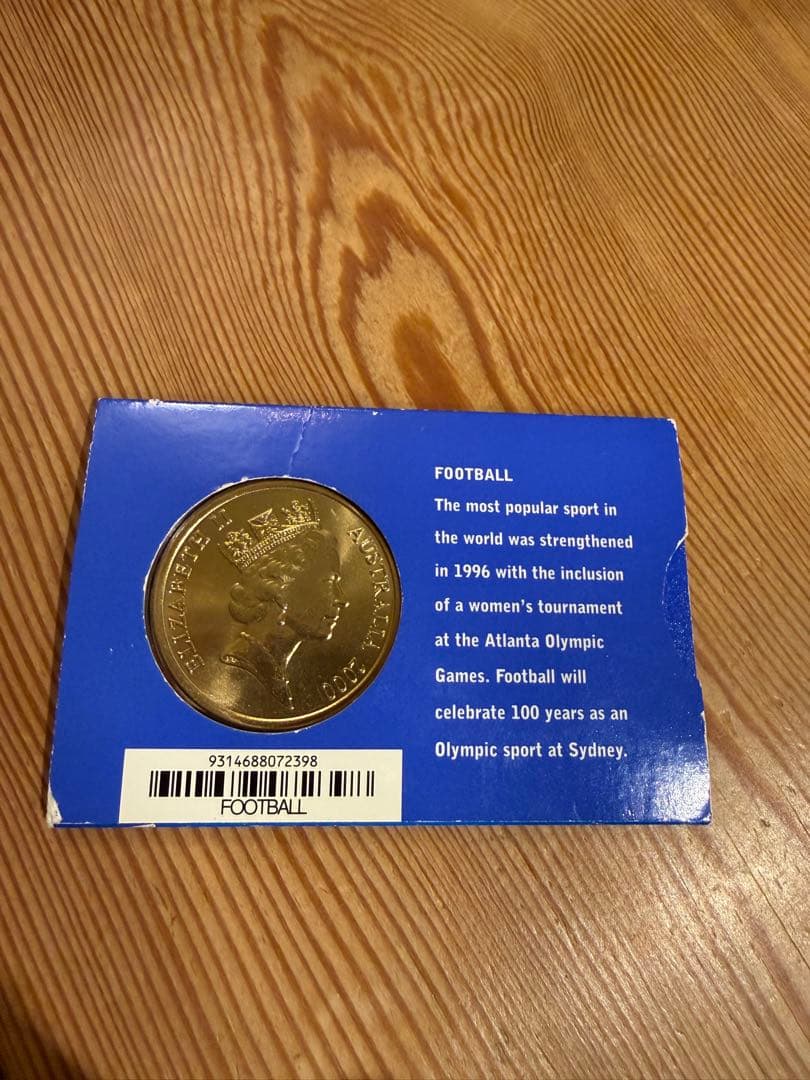 ELIZABETH II
AUSTRALIA 2000
FOOTBALL
The most popular sport in
the world was strengthened
in 1996 with the inclusion
of a women's tournament
at the Atlanta Olympic
Games. Football will
celebrate 100 years as an
Olympic sport at Sydney.
9314688072398
FOOTBALL